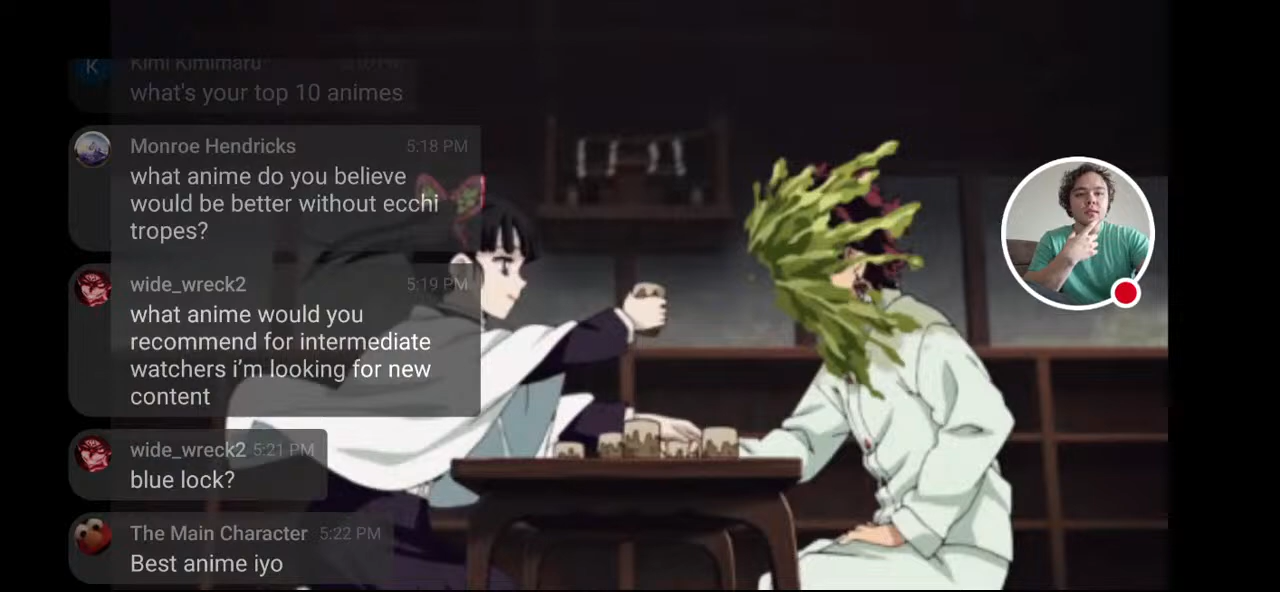 K
Kimi Kimimaru
what's your top 10 animes
Monroe Hendricks 5:18 PM
what anime do you believe
would be better without ecchi
tropes?
wide_wreck2 5:19 PM
what anime would you
recommend for intermediate
watchers i’m looking for new
content
wide_wreck2 5:21 PM
blue lock?
The Main Character 5:22 PM
Best anime iyo